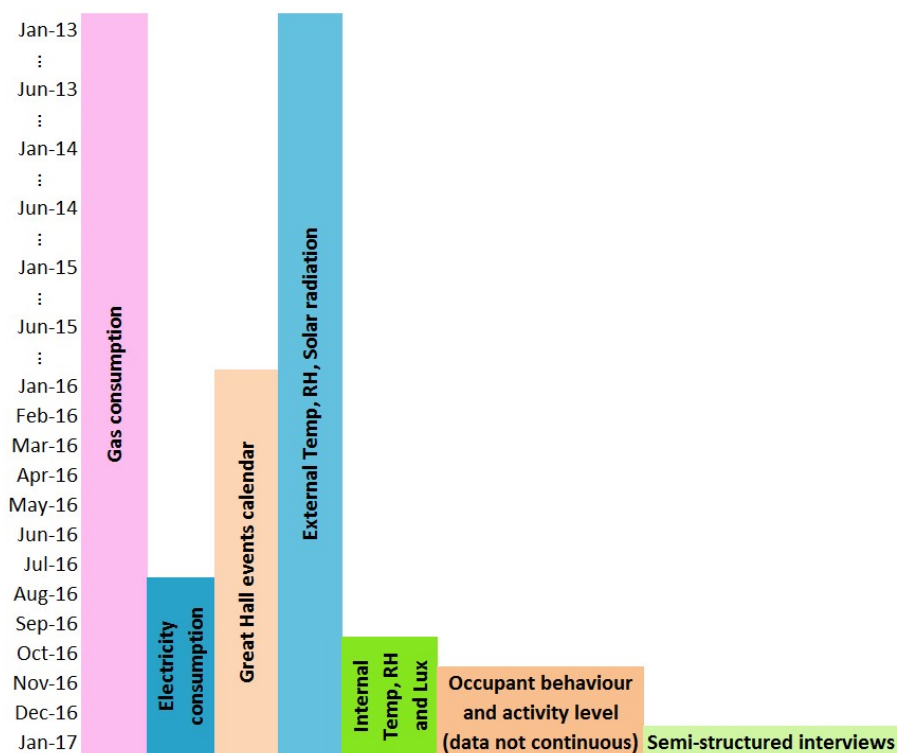 Jan-13
⋮
Jun-13
⋮
Jan-14
⋮
Jun-14
⋮
Jan-15
⋮
Jun-15
⋮
Jan-16
Feb-16
Mar-16
Apr-16
May-16
Jun-16
Jul-16
Aug-16
Sep-16
Oct-16
Nov-16
Dec-16
Jan-17
Gas consumption
Electricity
consumption
Great Hall events calendar
External Temp, RH, Solar radiation
Internal
Temp, RH
and Lux
Occupant behaviour
and activity level
(data not continuous)
Semi-structured interviews